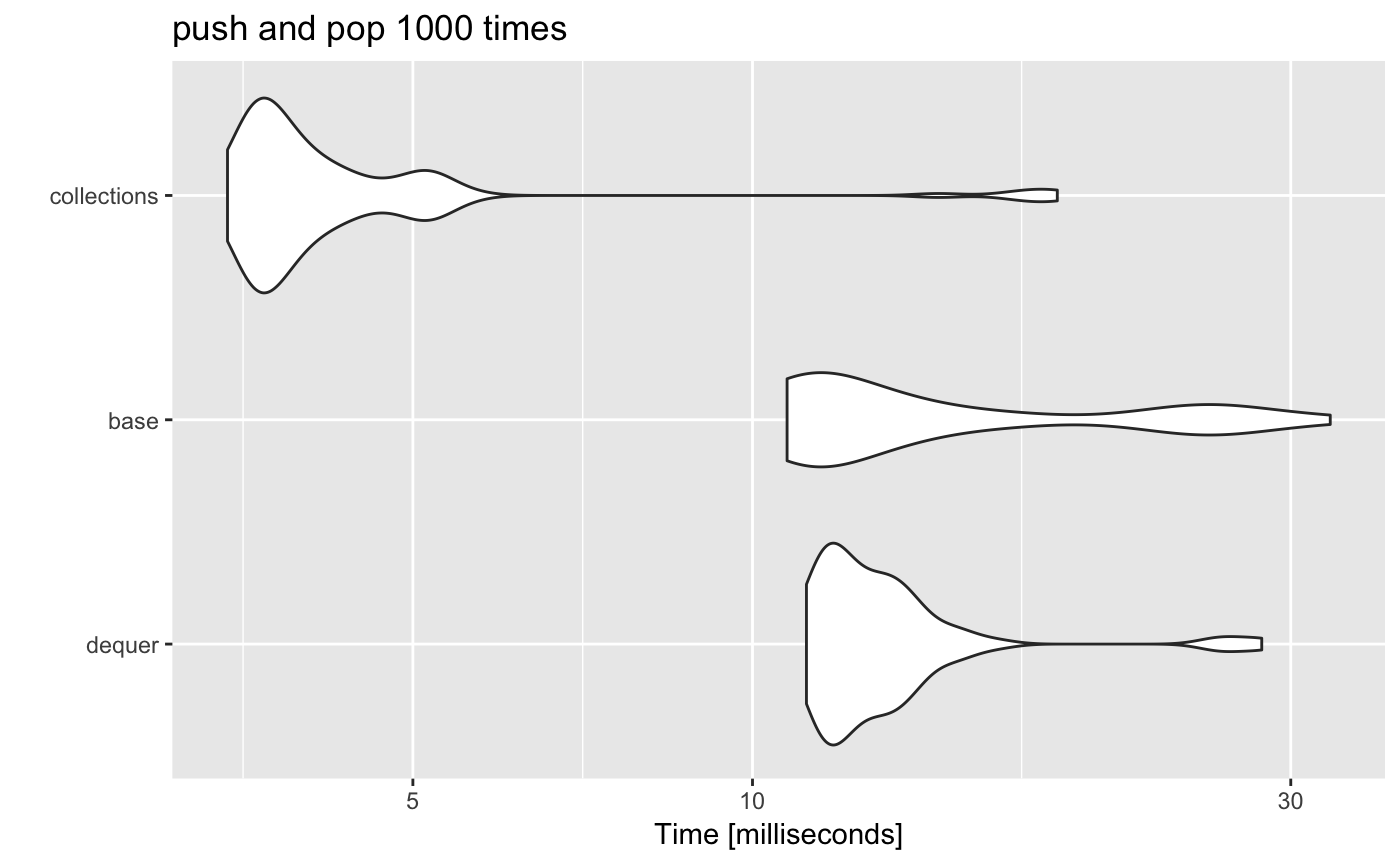 push and pop 1000 times
collections
base
dequer
5 10 30
Time [milliseconds]